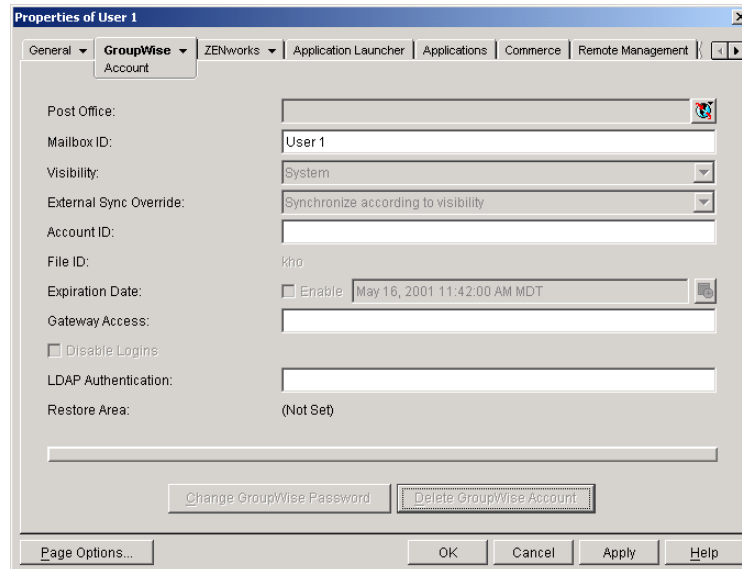 Properties of User 1
General GroupWise ZENworks Application Launcher Applications Commerce Remote Management
Account
Post Office:
Mailbox ID: User 1
Visibility: System
External Sync Override: Synchronize according to visibility
Account ID:
File ID: kho
Expiration Date: Enable May 16, 2001 11:42:00 AM MDT
Gateway Access:
Disable Logins
LDAP Authentication:
Restore Area: (Not Set)
Change GroupWise Password Delete GroupWise Account
Page Options... OK Cancel Apply Help